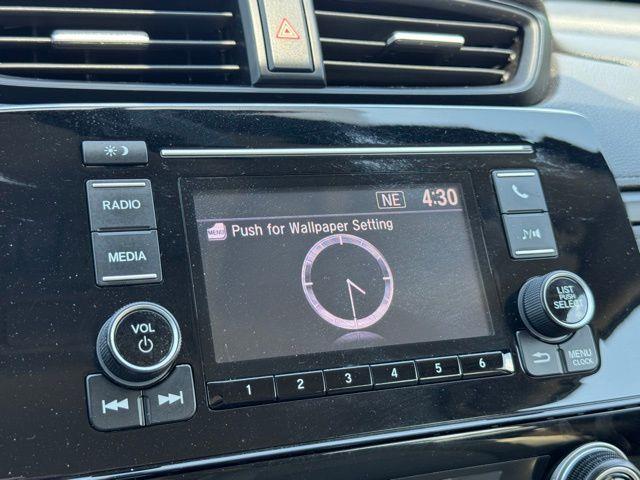 RADIO
MEDIA
VOL
NE 4:30
MENU Push for Wallpaper Setting
LIST
PUSH
SELECT
MENU
CLOCK
1 2 3 4 5 6